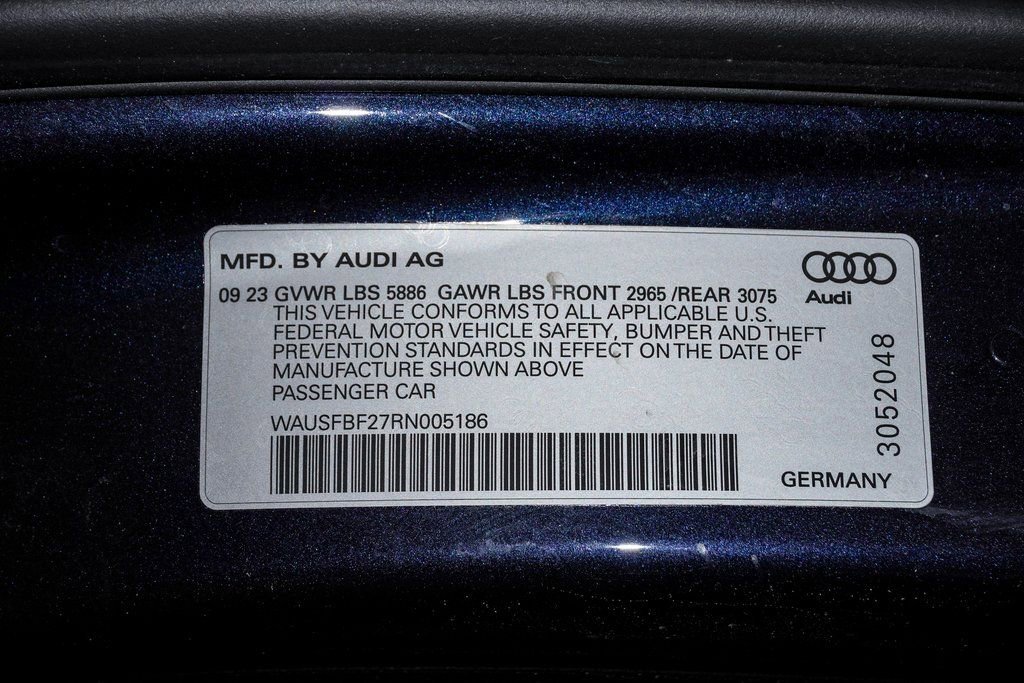 MFD. BY AUDI AG
Audi
09 23 GVWR LBS 5886 GAWR LBS FRONT 2965 /REAR 3075
THIS VEHICLE CONFORMS TO ALL APPLICABLE U.S.
FEDERAL MOTOR VEHICLE SAFETY, BUMPER AND THEFT
PREVENTION STANDARDS IN EFFECT ON THE DATE OF
MANUFACTURE SHOWN ABOVE
PASSENGER CAR
WAUSFBF27RN005186
3052048
GERMANY